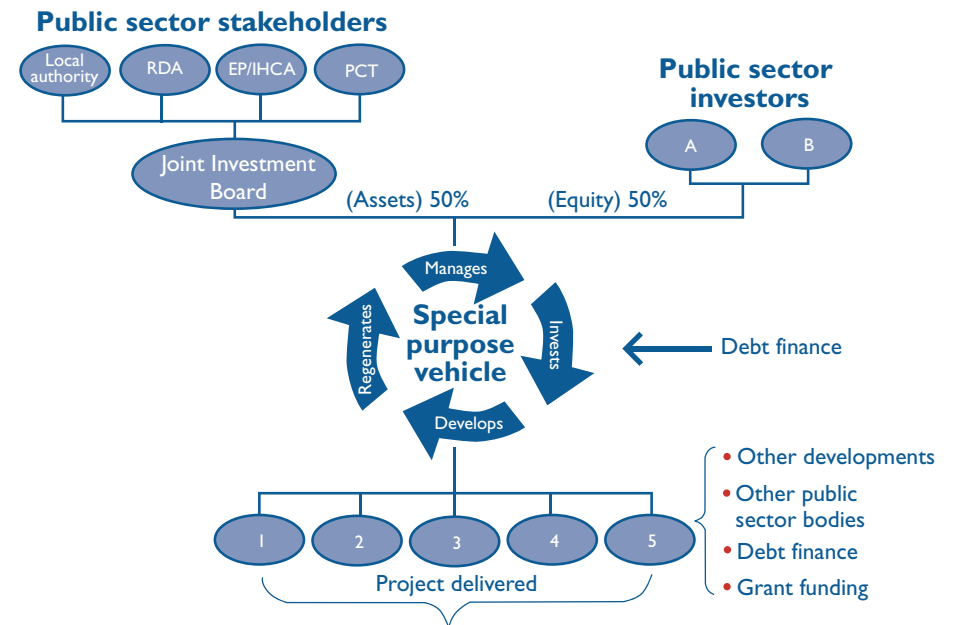 Public sector stakeholders
Local
authority
RDA
EP/IHCA
PCT
Public sector
investors
A
B
Joint Investment
Board
(Assets) 50%
(Equity) 50%
Manages
Invests
Develops
Regenerates
Special
purpose
vehicle
Debt finance
1
2
3
4
5
Project delivered
• Other developments
• Other public
sector bodies
• Debt finance
• Grant funding